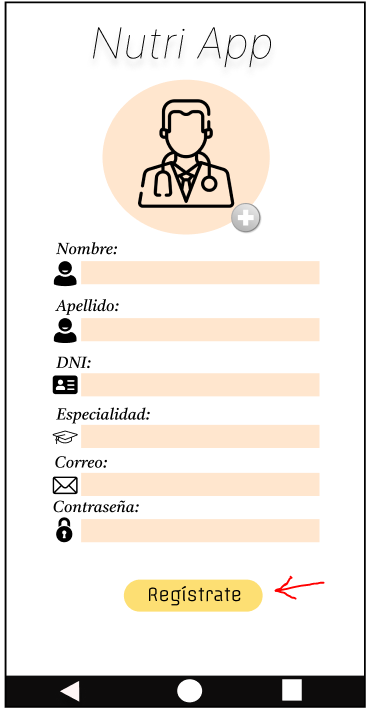 Nutri App
Nombre:
Apellido:
DNI:
Especialidad:
Correo:
Contraseña:
Regístrate